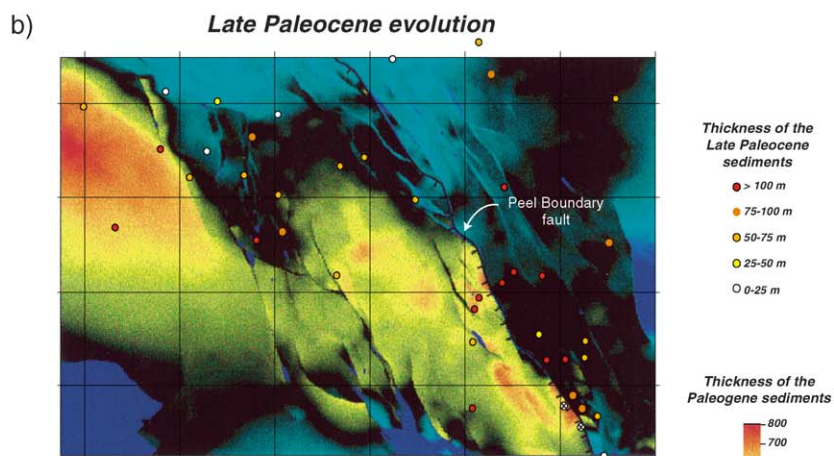 b)
Late Paleocene evolution
Peel Boundary
fault
Thickness of the
Late Paleocene
sediments
> 100 m
75-100 m
50-75 m
25-50 m
0-25 m
Thickness of the
Paleogene sediments
800
700